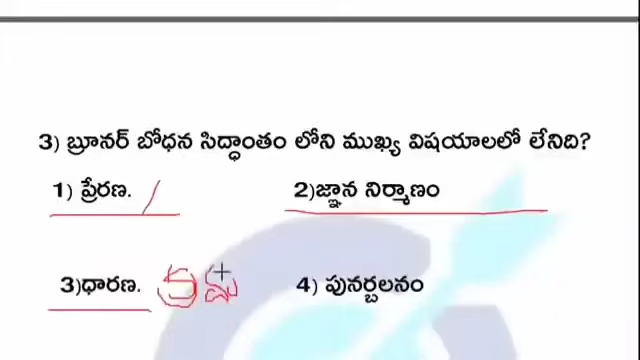 3) బ్రూనర్ బోధన సిద్ధాంతం లోని ముఖ్య విషయాలలో లేనిది?
1) ప్రేరణ. 2)జ్ఞాన నిర్మాణం
3)ధారణ. 4) పునర్బలనం